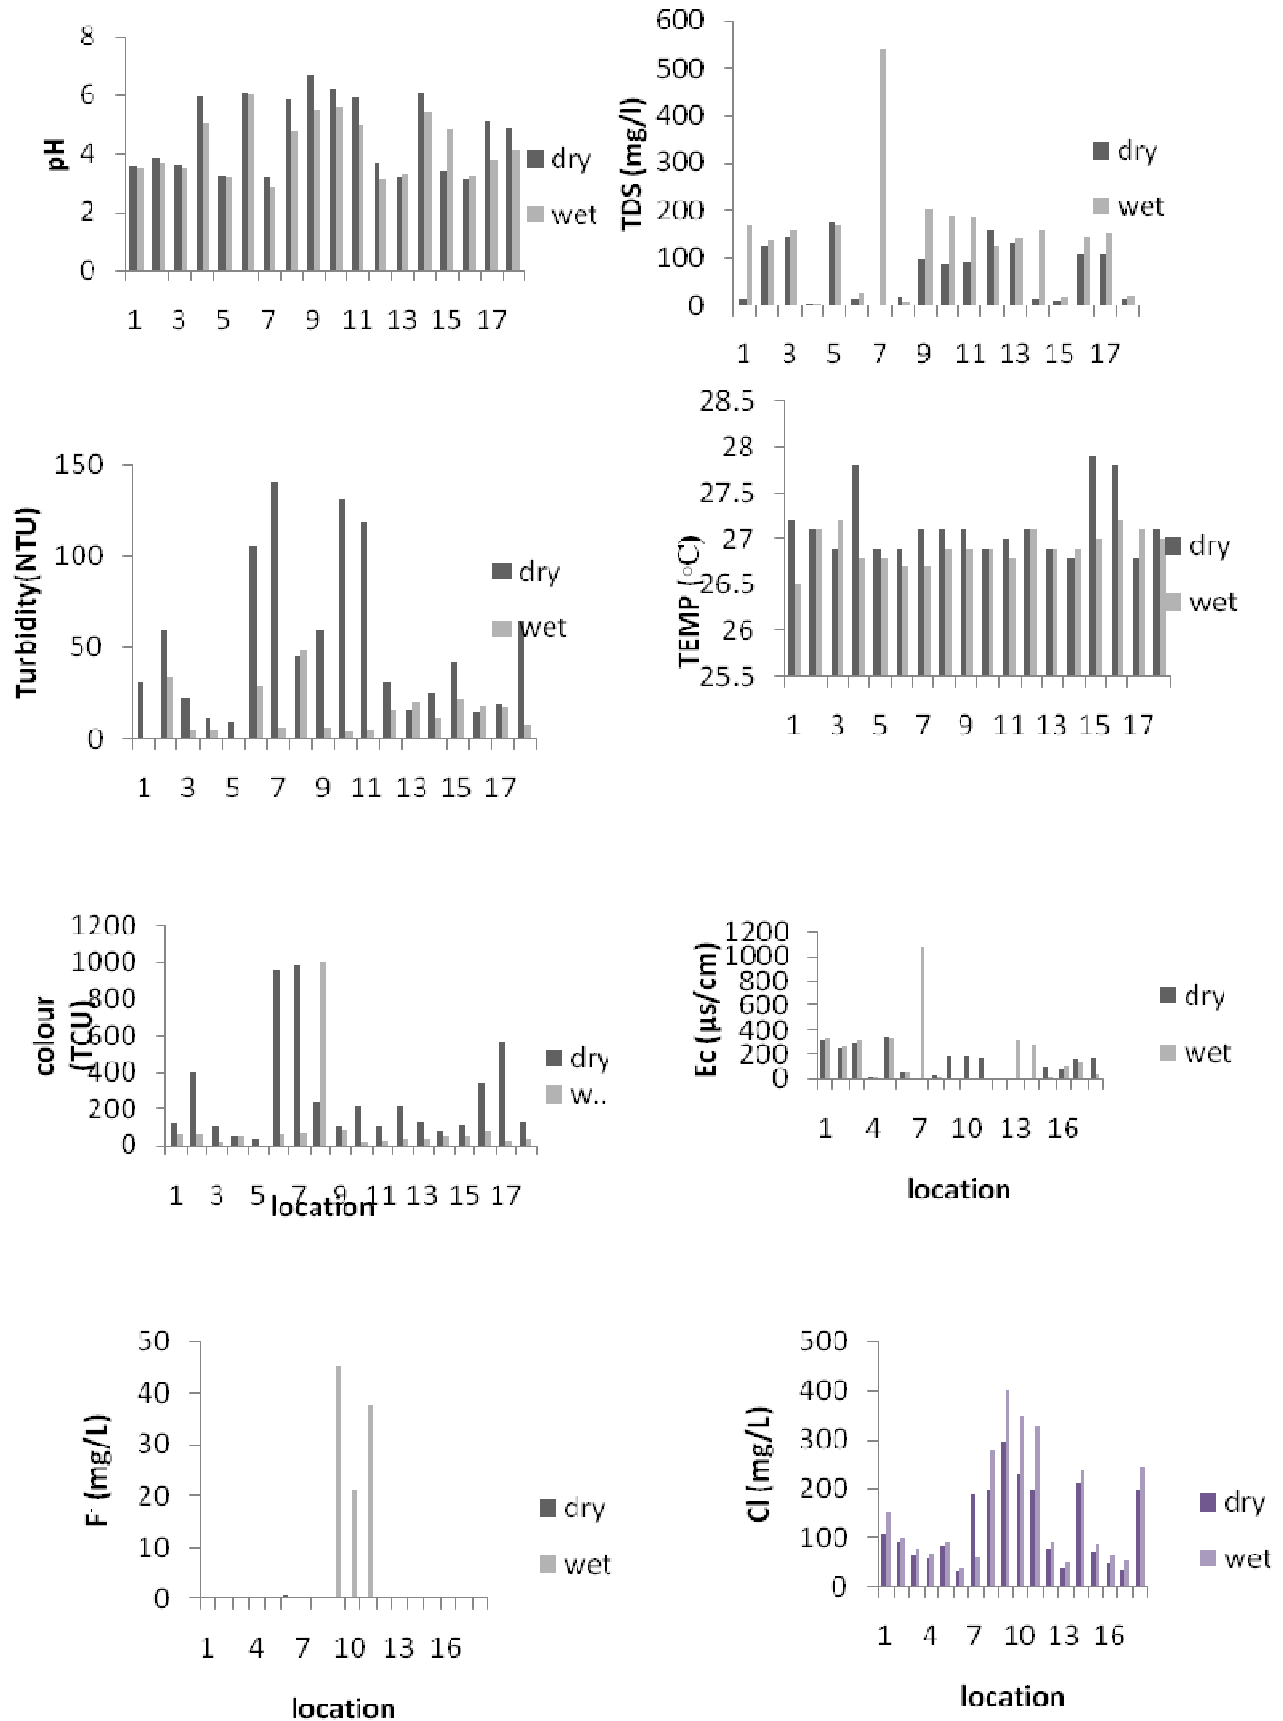 8
6
4
2
0
pH
1 3 5 7 9 11 13 15 17
dry
wet
600
500
400
300
200
100
0
TDS (mg/l)
1 3 5 7 9 11 13 15 17
dry
wet
150
100
50
0
Turbidity(NTU)
1 3 5 7 9 11 13 15 17
dry
wet
28.5
28
27.5
27
26.5
26
25.5
TEMP (◦C)
1 3 5 7 9 11 13 15 17
dry
wet
1200
1000
800
600
400
200
0
colour
(TCU)
1 3 5 7 9 11 13 15 17
location
dry
w..
1200
1000
800
600
400
200
0
Ec (µs/cm)
1 4 7 10 13 16
location
dry
wet
50
40
30
20
10
0
F- (mg/L)
1 4 7 10 13 16
location
dry
wet
500
400
300
200
100
0
Cl (mg/L)
1 4 7 10 13 16
location
dry
wet